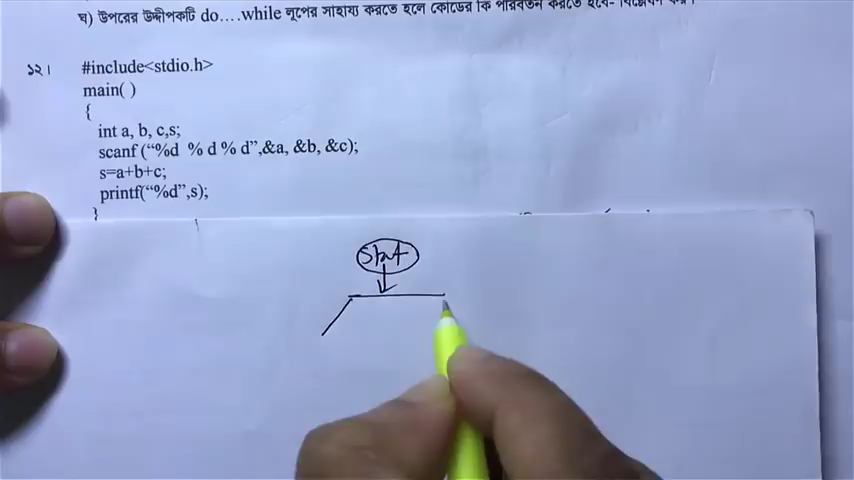 ঘ) উপরের উদ্দীপকটি do....while লূপের সাহায্য করতে হলে কোডের কি পরিবর্তন করতে হবে- বিশ্লেষণ কর।
১২। #include<stdio.h>
main( )
{
int a, b, c,s;
scanf (“%d % d % d”,&a, &b, &c);
s=a+b+c;
printf(“%d”,s);
}
Start